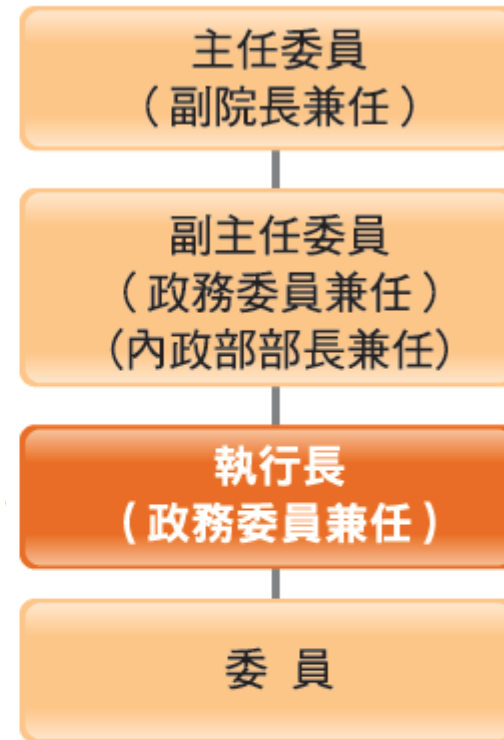 主任委員
（副院長兼任）
副主任委員
（政務委員兼任）
(內政部部長兼任)
執行長
（政務委員兼任）
委 員